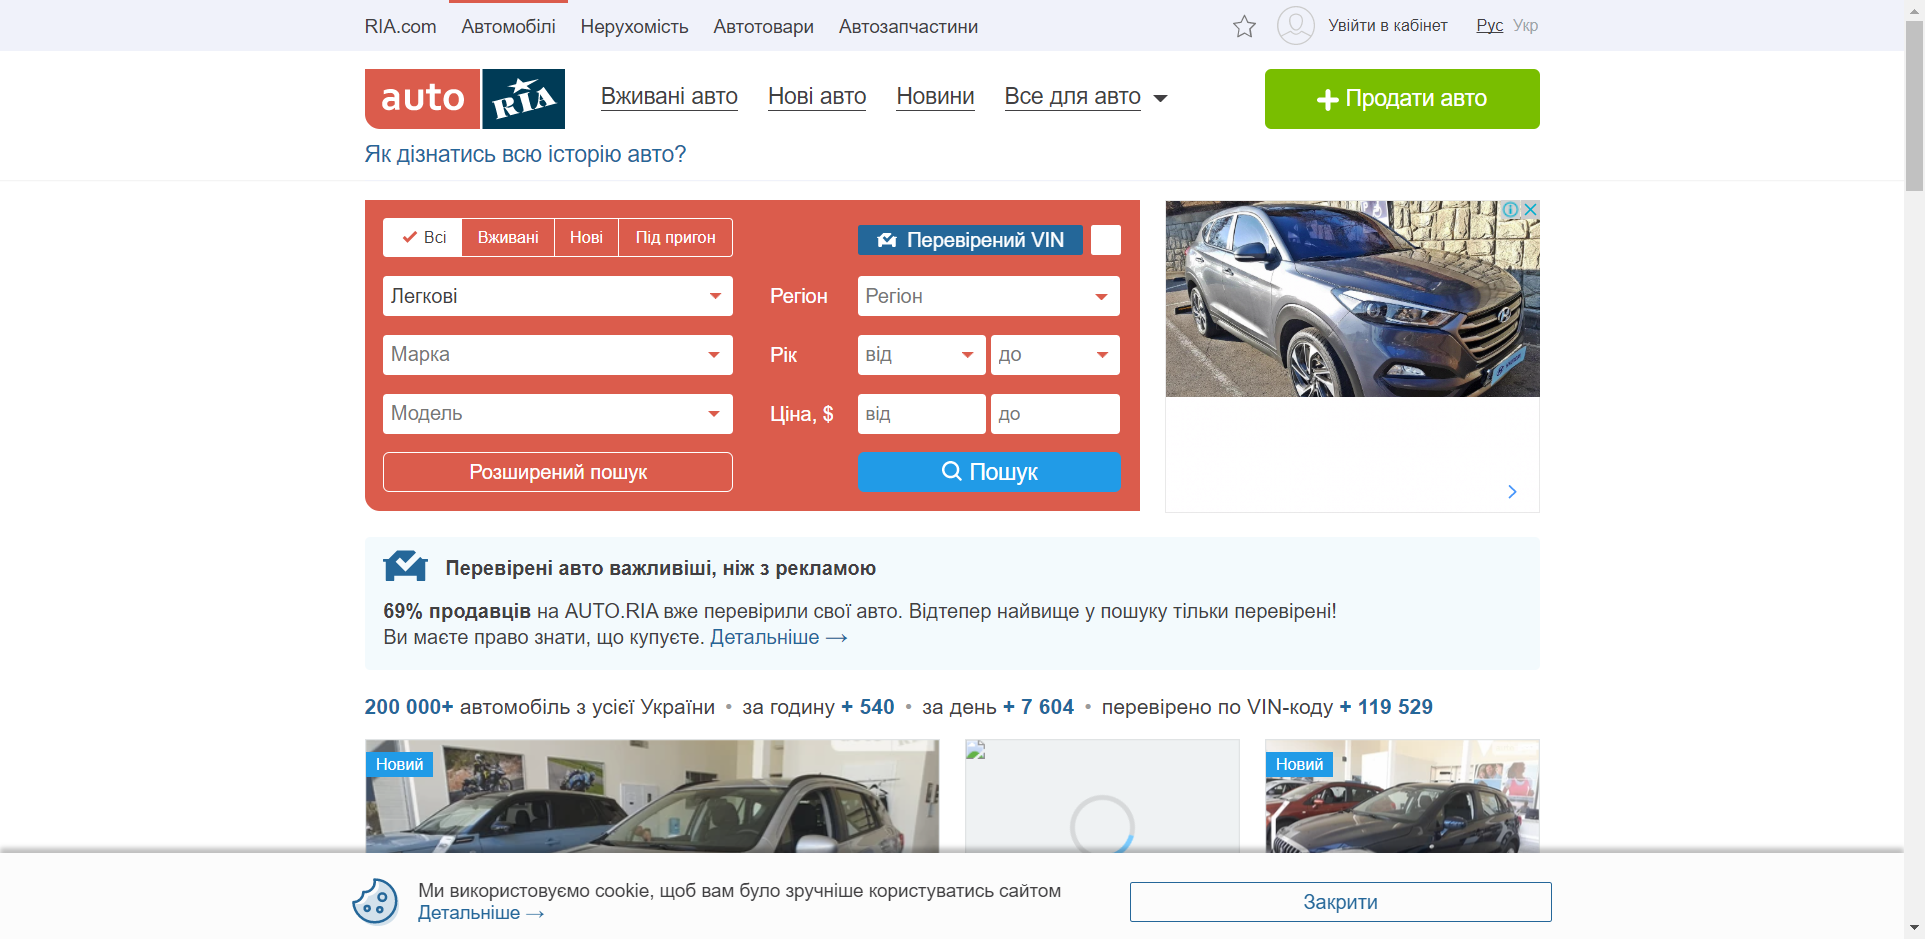 RIA.com Автомобілі Нерухомість Автотовари Автозапчастини Увійти в кабінет Рус Укр
auto RIA Вживані авто Нові авто Новини Все для авто Продати авто
Як дізнатись всю історію авто?
Всі Вживані Нові Під пригон Перевірений VIN
Легкові Регіон Регіон
Марка Рік від до
Модель Ціна, $ від до
Розширений пошук Пошук
Перевірені авто важливіші, ніж з рекламою
69% продавців на AUTO.RIA вже перевірили свої авто. Відтепер найвище у пошуку тільки перевірені!
Ви маєте право знати, що купуєте. Детальніше →
200 000+ автомобіль з усієї України • за годину + 540 • за день + 7 604 • перевірено по VIN-коду + 119 529
Новий Новий
Ми використовуємо cookie, щоб вам було зручніше користуватись сайтом
Детальніше →
Закрити